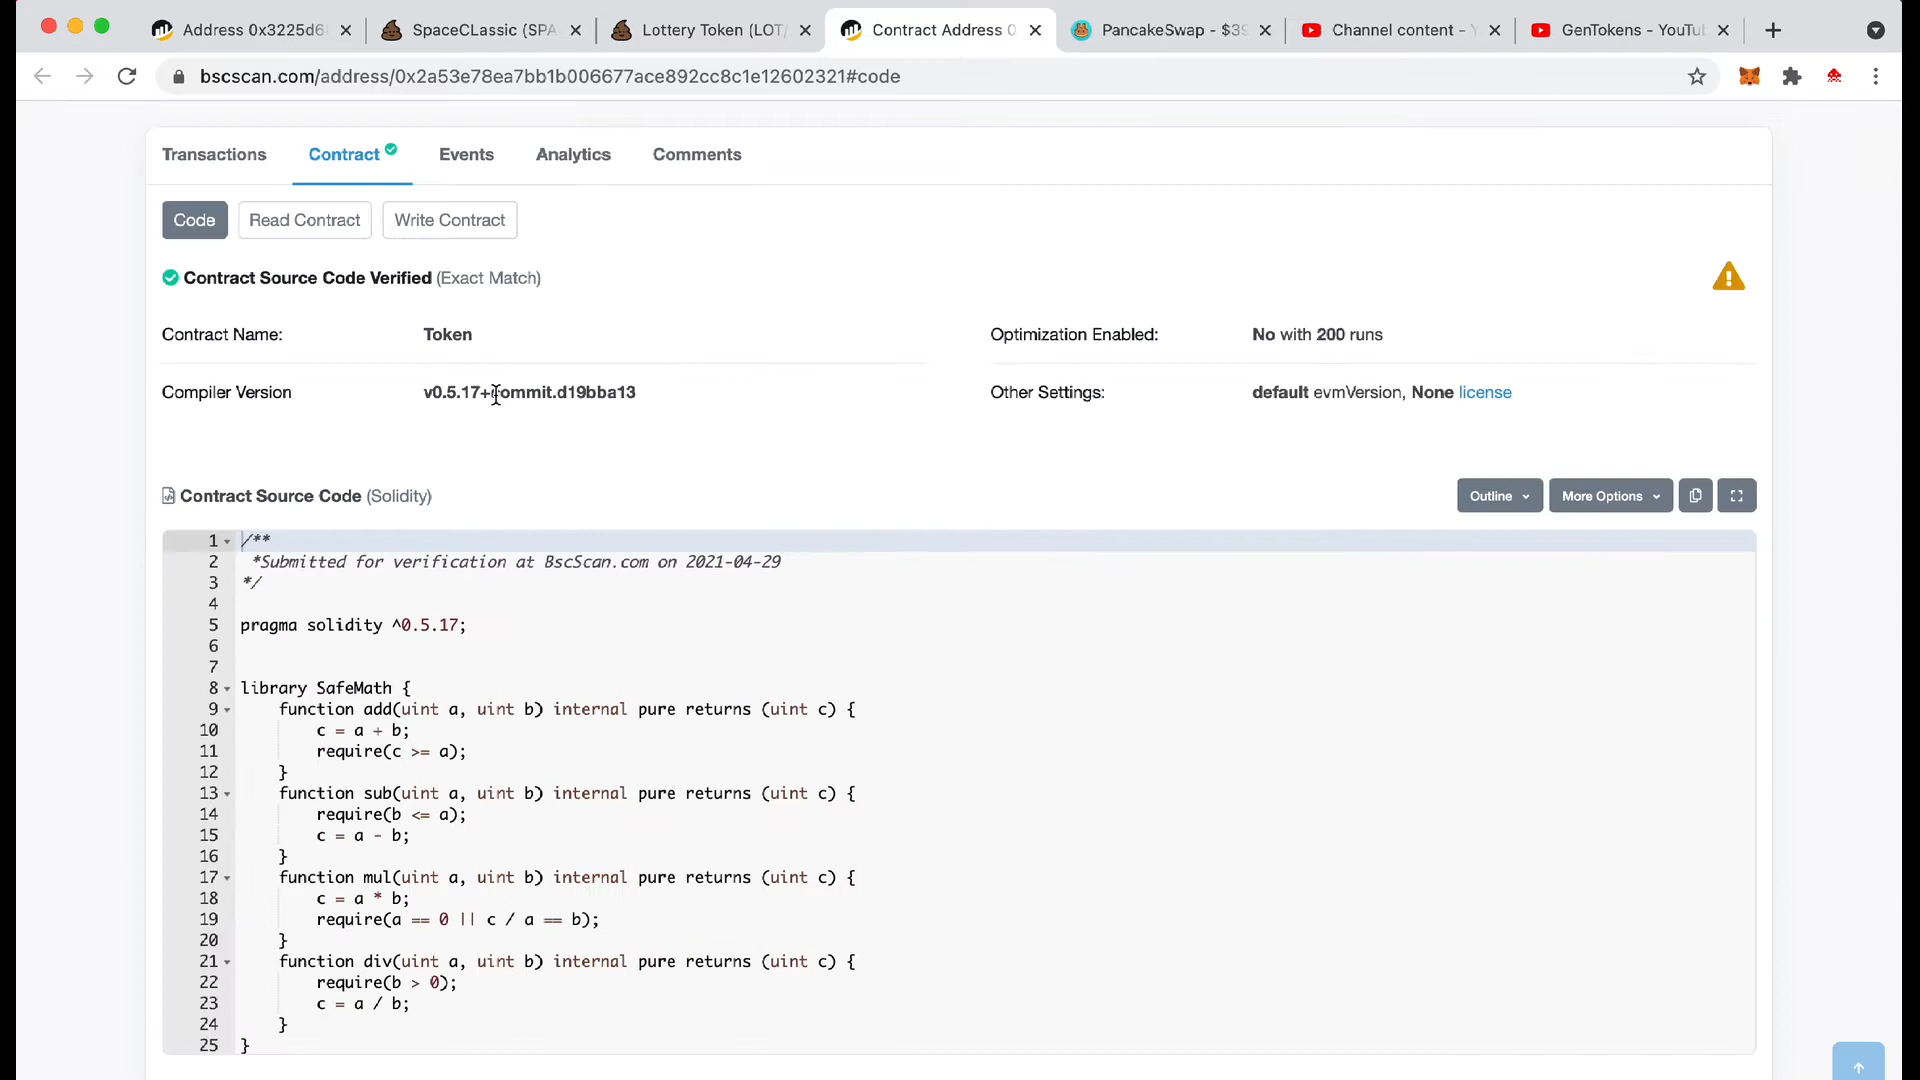 Address 0x3225d6
SpaceCLassic (SPA
Lottery Token (LOT/
Contract Address 0
PancakeSwap - $39
Channel content - Y
GenTokens - YouTu
bscscan.com/address/0x2a53e78ea7bb1b006677ace892cc8c1e12602321#code
Transactions
Contract
Events
Analytics
Comments
Code
Read Contract
Write Contract
Contract Source Code Verified (Exact Match)
Contract Name:
Token
Optimization Enabled:
No with 200 runs
Compiler Version
v0.5.17+commit.d19bba13
Other Settings:
default evmVersion, None license
Contract Source Code (Solidity)
Outline
More Options
1 /**
2 *Submitted for verification at BscScan.com on 2021-04-29
3 */
4
5 pragma solidity ^0.5.17;
6
7
8 library SafeMath {
9 function add(uint a, uint b) internal pure returns (uint c) {
10 c = a + b;
11 require(c >= a);
12 }
13 function sub(uint a, uint b) internal pure returns (uint c) {
14 require(b <= a);
15 c = a - b;
16 }
17 function mul(uint a, uint b) internal pure returns (uint c) {
18 c = a * b;
19 require(a == 0 || c / a == b);
20 }
21 function div(uint a, uint b) internal pure returns (uint c) {
22 require(b > 0);
23 c = a / b;
24 }
25 }